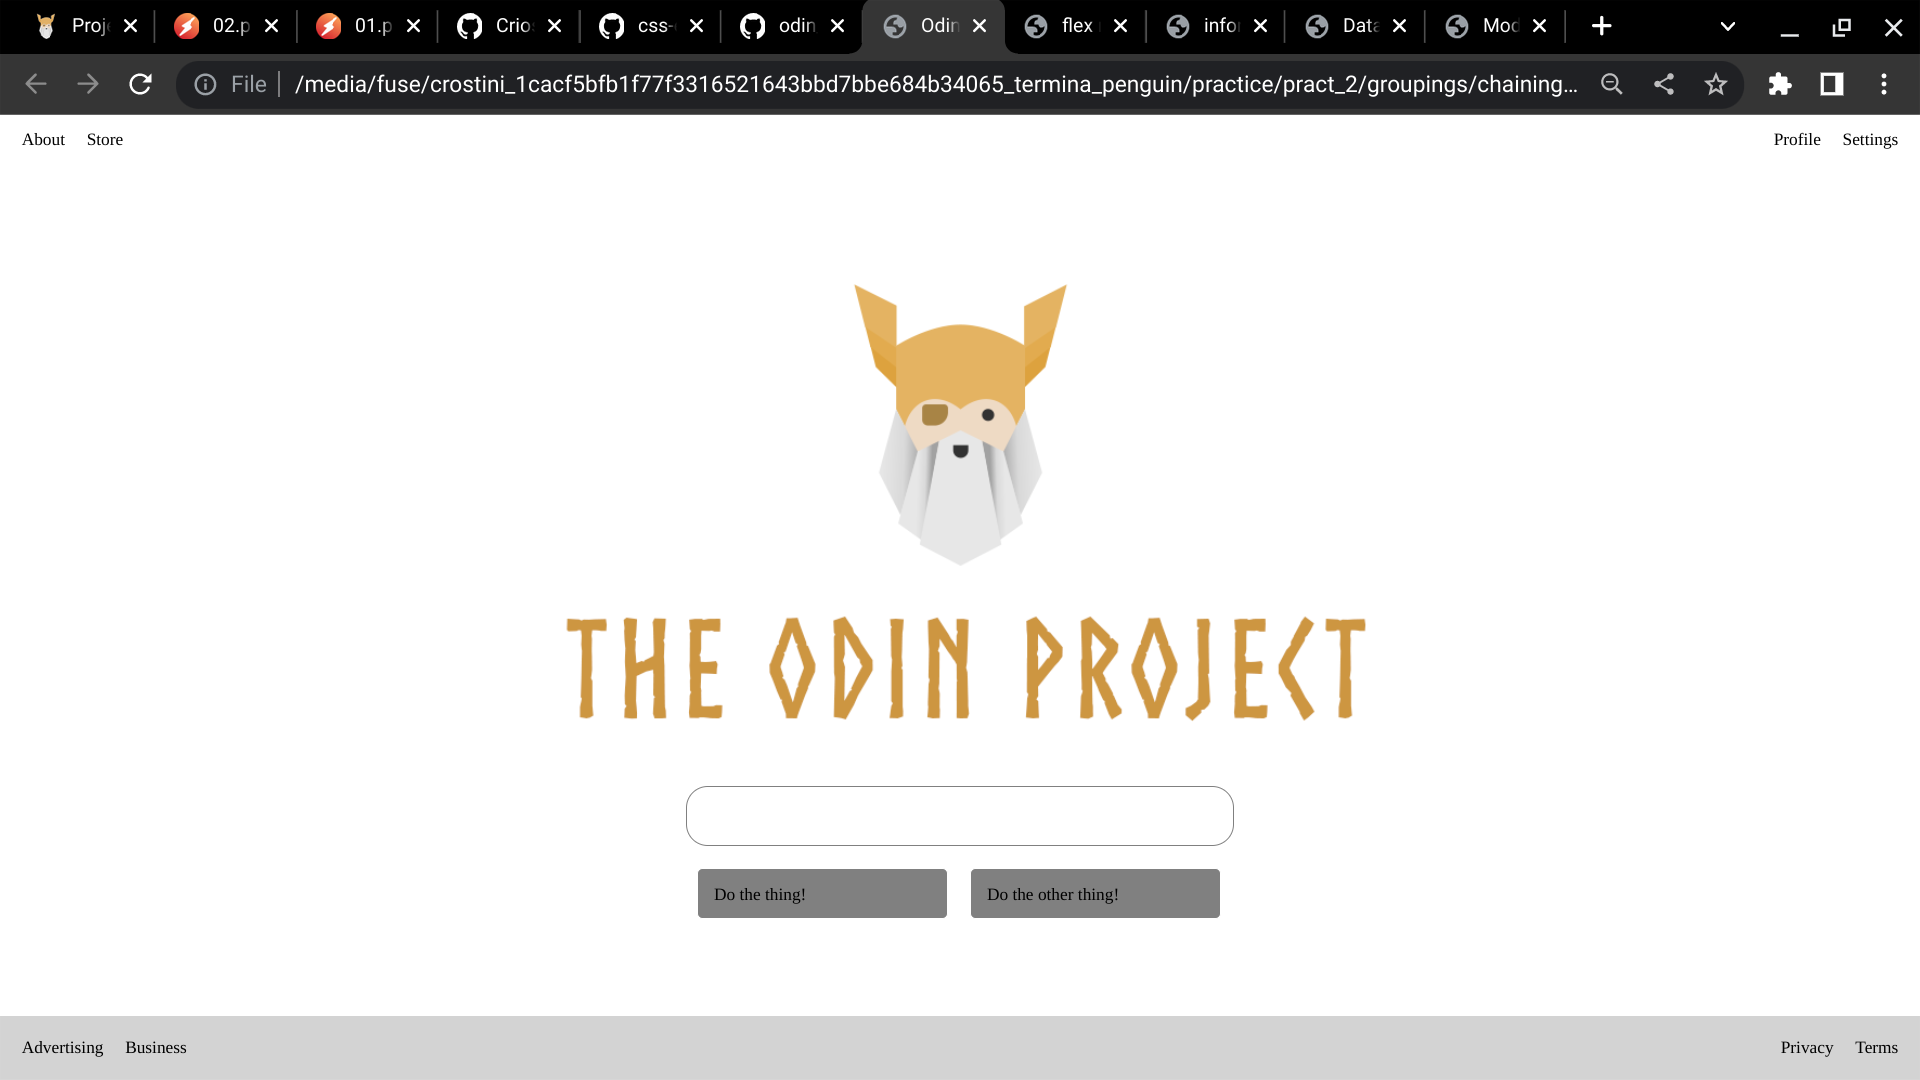 Proj 02.p 01.p Crio css- odin Odin flex infor Data Mod
File /media/fuse/crostini_1cacf5bfb1f77f3316521643bbd7bbe684b34065_termina_penguin/practice/pract_2/groupings/chaining...
About Store Profile Settings
THE ODIN PROJECT
Do the thing! Do the other thing!
Advertising Business Privacy Terms